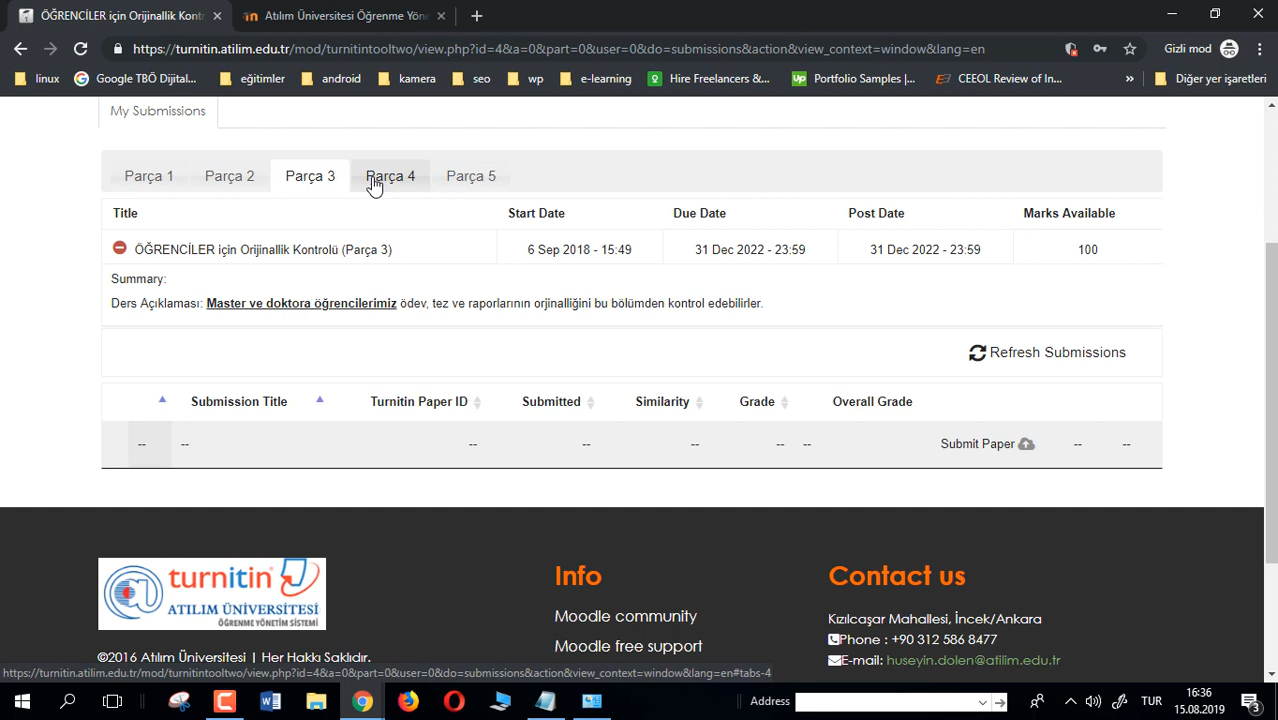 ÖĞRENCİLER için Orijinallik Kont
Atılım Üniversitesi Öğrenme Yöne
https://turnitin.atilim.edu.tr/mod/turnitintooltwo/view.php?id=4&a=0&part=0&user=0&do=submissions&action&view_context=window&lang=en
Gizli mod
linux Google TBÖ Dijital... eğitimler android kamera seo wp e-learning Hire Freelancers &... Portfolio Samples |... CEEOL Review of In... » Diğer yer işaretleri
My Submissions
Parça 1 Parça 2 Parça 3 Parça 4 Parça 5
Title Start Date Due Date Post Date Marks Available
ÖĞRENCİLER için Orijinallik Kontrolü (Parça 3) 6 Sep 2018 - 15:49 31 Dec 2022 - 23:59 31 Dec 2022 - 23:59 100
Summary:
Ders Açıklaması: Master ve doktora öğrencilerimiz ödev, tez ve raporlarının orjinalliğini bu bölümden kontrol edebilirler.
Refresh Submissions
Submission Title Turnitin Paper ID Submitted Similarity Grade Overall Grade
-- -- -- -- -- -- -- Submit Paper -- --
turnitin
ATILIM ÜNİVERSİTESİ
ÖĞRENME YÖNETİM SİSTEMİ
©2016 Atılım Üniversitesi | Her Hakkı Saklıdır.
Info
Moodle community
Moodle free support
Contact us
Kızılcaşar Mahallesi, İncek/Ankara
Phone : +90 312 586 8477
E-mail: huseyin.dolen@atilim.edu.tr
https://turnitin.atilim.edu.tr/mod/turnitintooltwo/view.php?id=4&a=0&part=0&user=0&do=submissions&action&view_context=window&lang=en#tabs-4
Address
TUR
16:36
15.08.2019
3